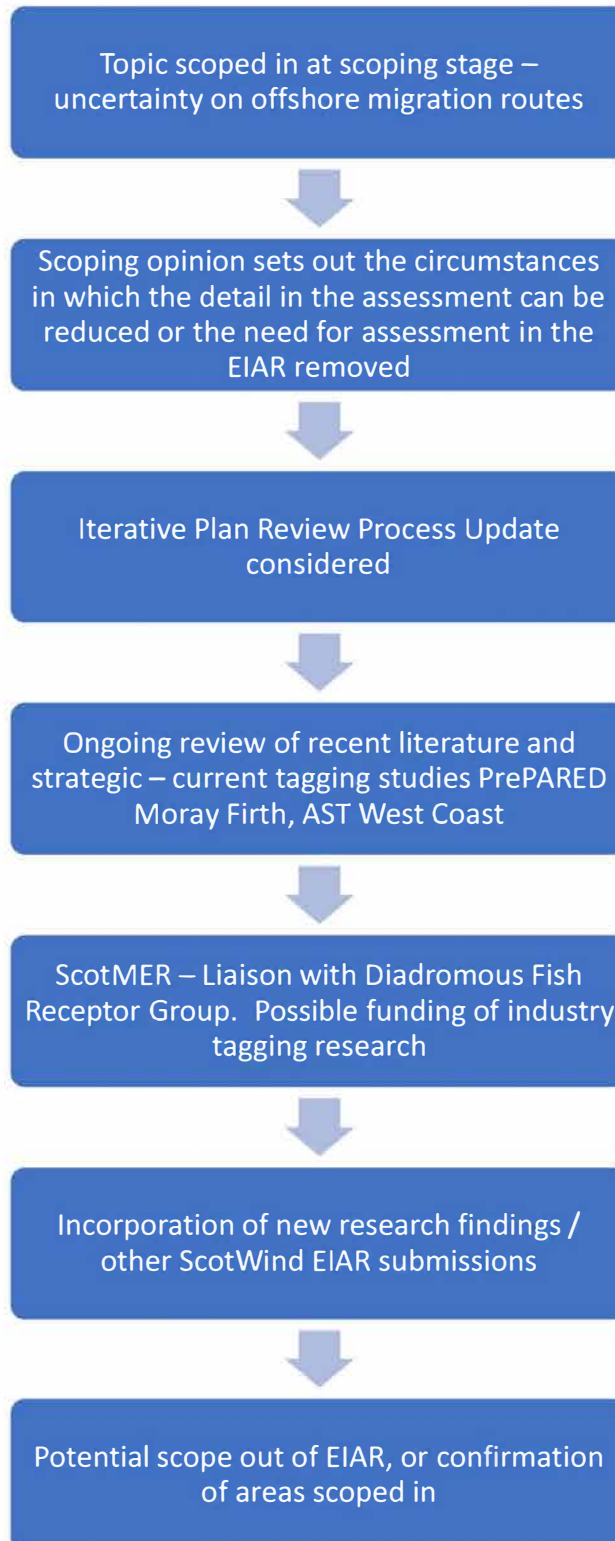 Topic scoped in at scoping stage –
uncertainty on offshore migration routes
Scoping opinion sets out the circumstances
in which the detail in the assessment can be
reduced or the need for assessment in the
EIAR removed
Iterative Plan Review Process Update
considered
Ongoing review of recent literature and
strategic – current tagging studies PrePARED
Moray Firth, AST West Coast
ScotMER – Liaison with Diadromous Fish
Receptor Group.  Possible funding of industry
tagging research
Incorporation of new research findings /
other ScotWind EIAR submissions
Potential scope out of EIAR, or confirmation
of areas scoped in